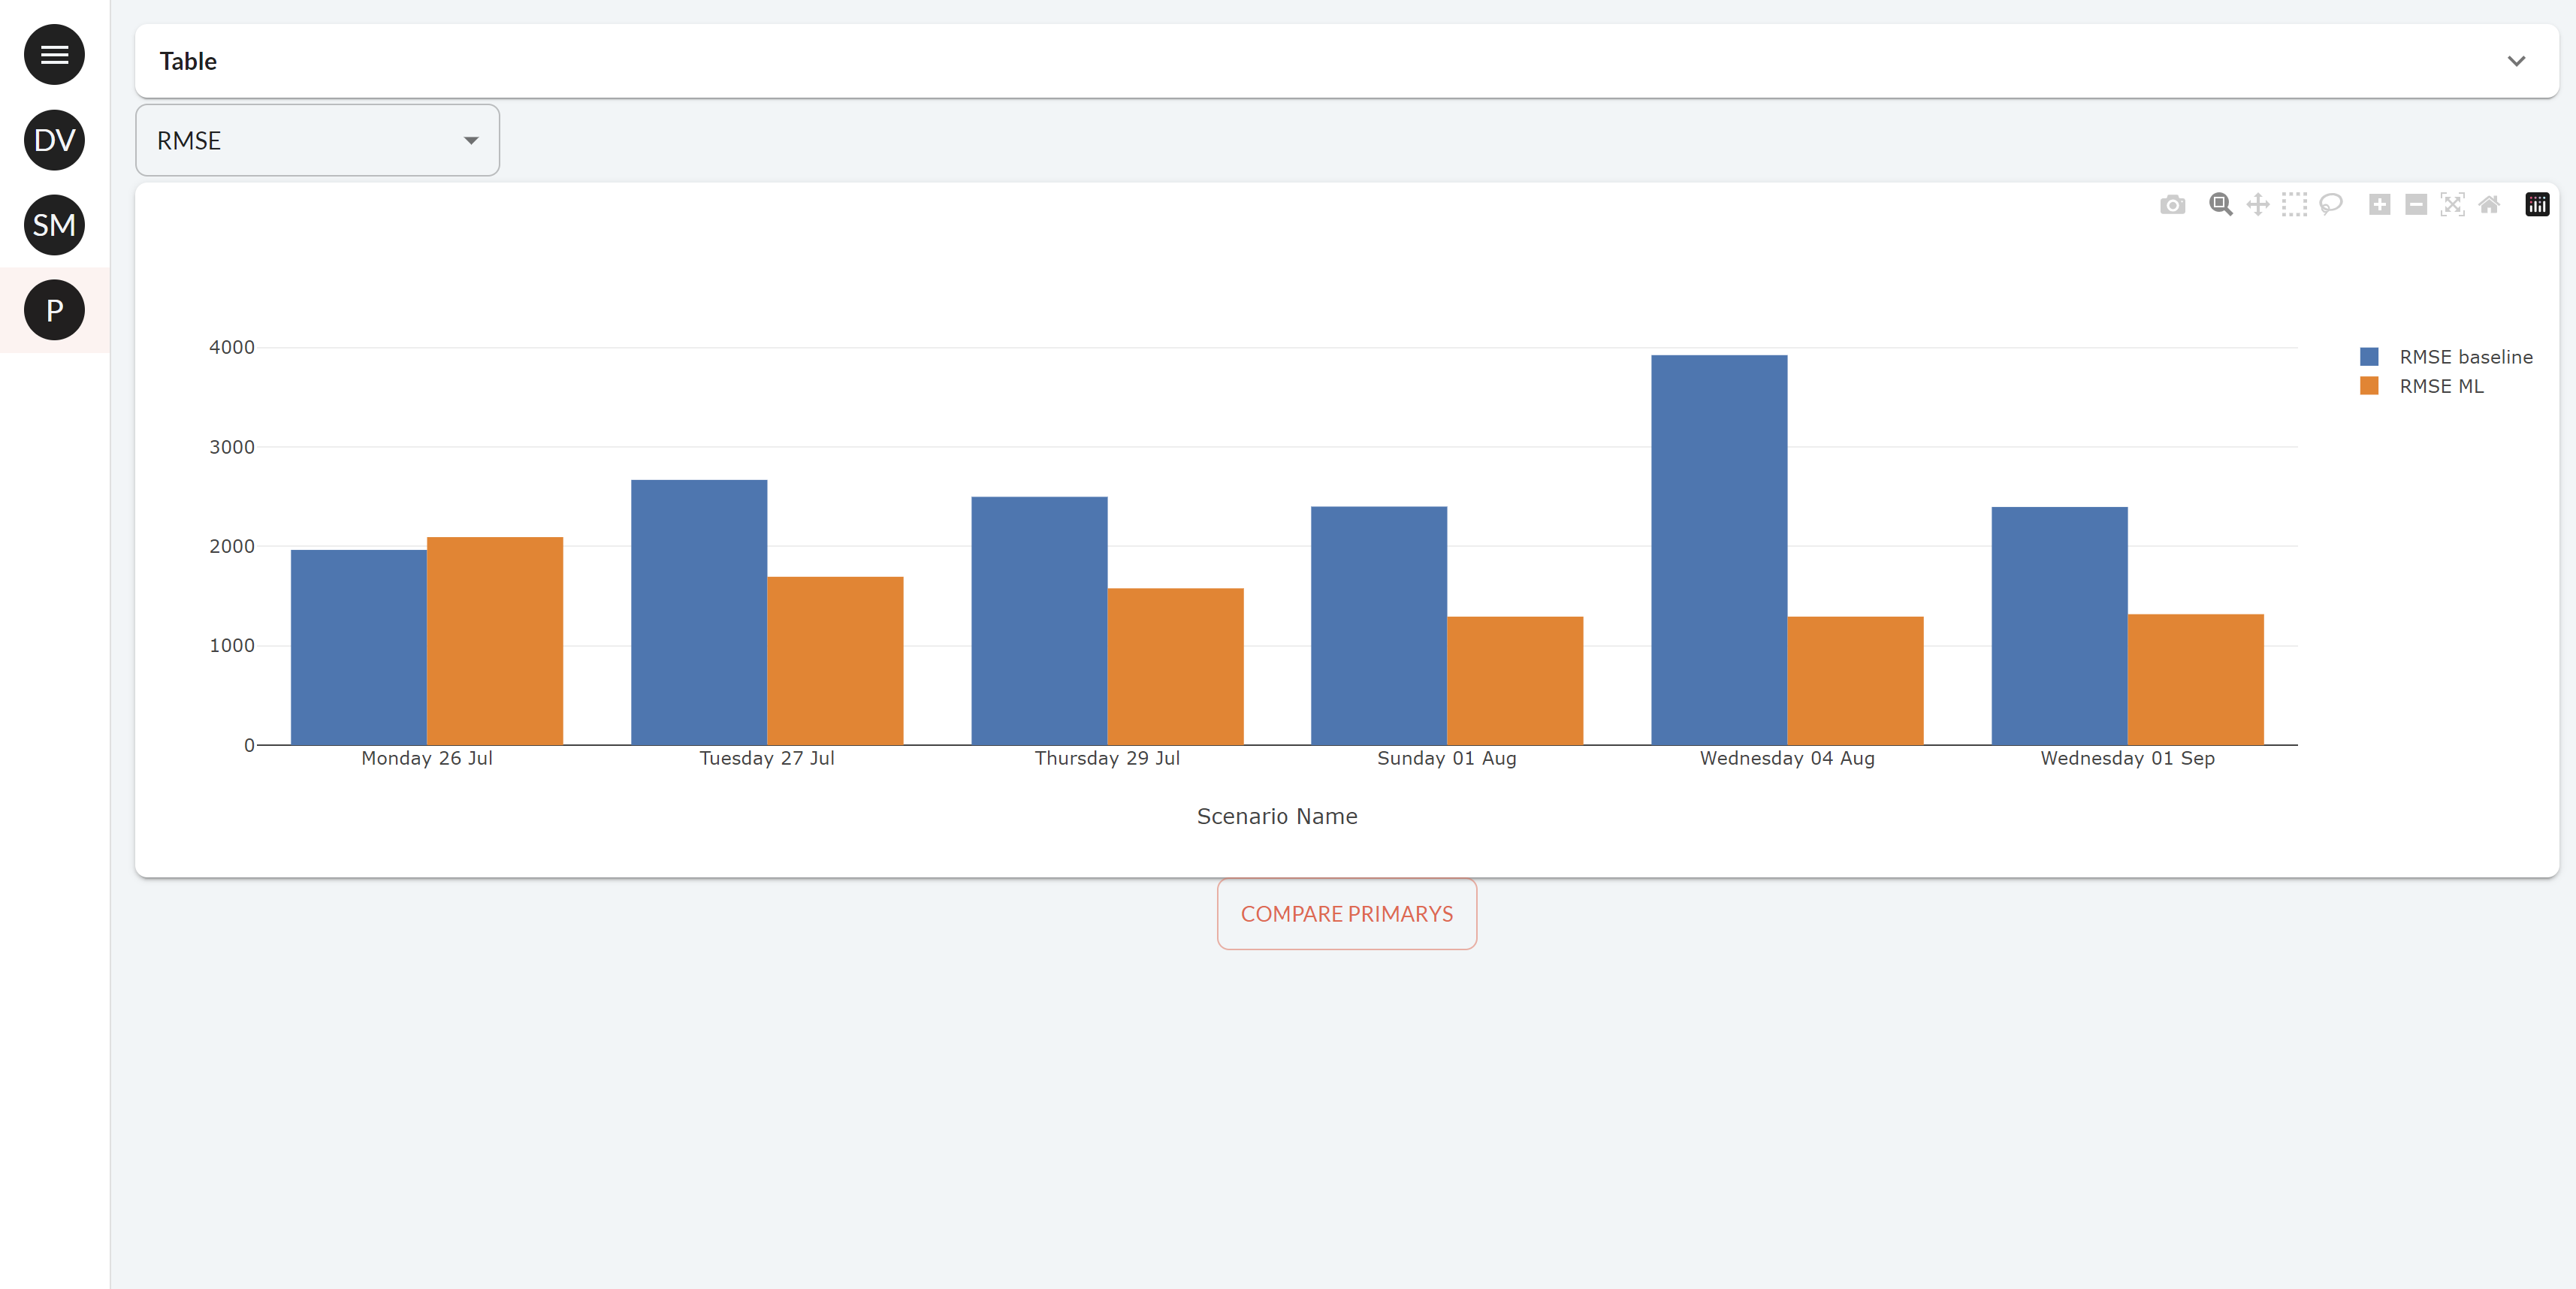 DV
SM
P
Table
RMSE
4000
3000
2000
1000
0
Monday 26 Jul
Tuesday 27 Jul
Thursday 29 Jul
Sunday 01 Aug
Wednesday 04 Aug
Wednesday 01 Sep
Scenario Name
RMSE baseline
RMSE ML
COMPARE PRIMARYS